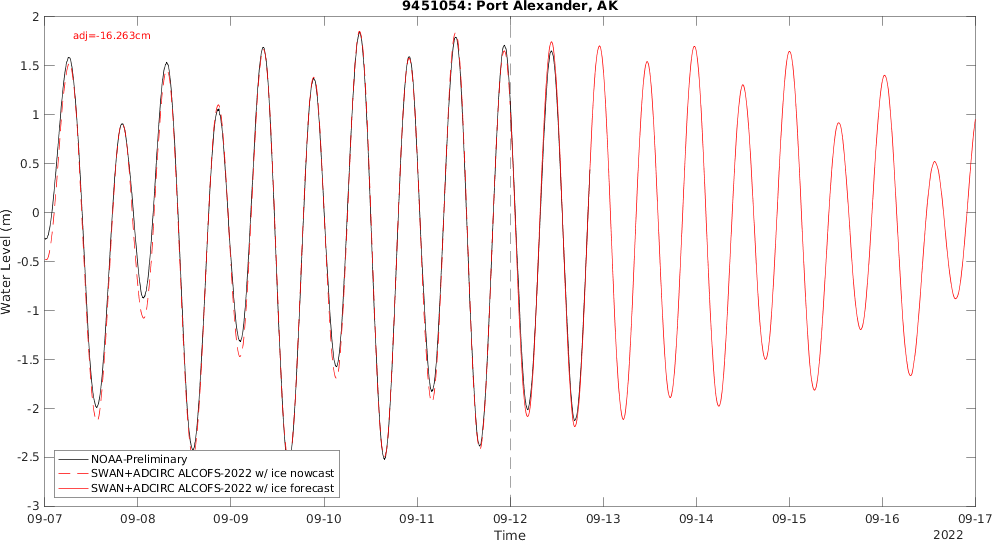 9451054: Port Alexander, AK
adj=-16.263cm
Water Level (m)
2
1.5
1
0.5
0
-0.5
-1
-1.5
-2
-2.5
-3
NOAA-Preliminary
SWAN+ADCIRC ALCOFS-2022 w/ ice nowcast
SWAN+ADCIRC ALCOFS-2022 w/ ice forecast
09-07 09-08 09-09 09-10 09-11 09-12 09-13 09-14 09-15 09-16 09-17
Time
2022